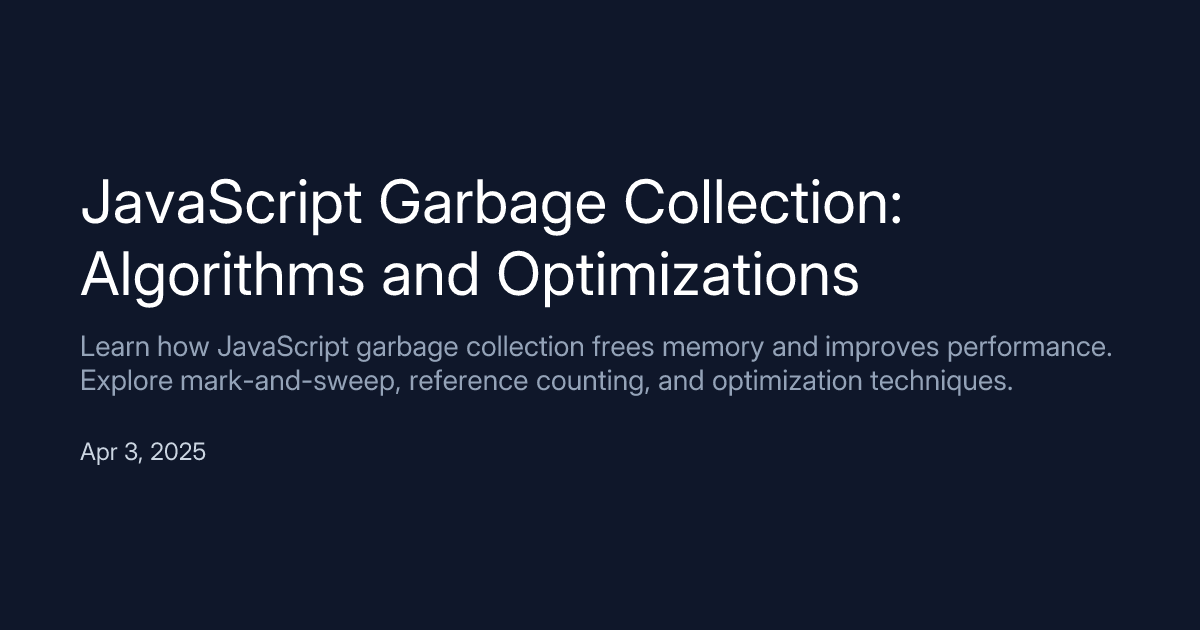 JavaScript Garbage Collection:
Algorithms and Optimizations
Learn how JavaScript garbage collection frees memory and improves performance.
Explore mark-and-sweep, reference counting, and optimization techniques.
Apr 3, 2025